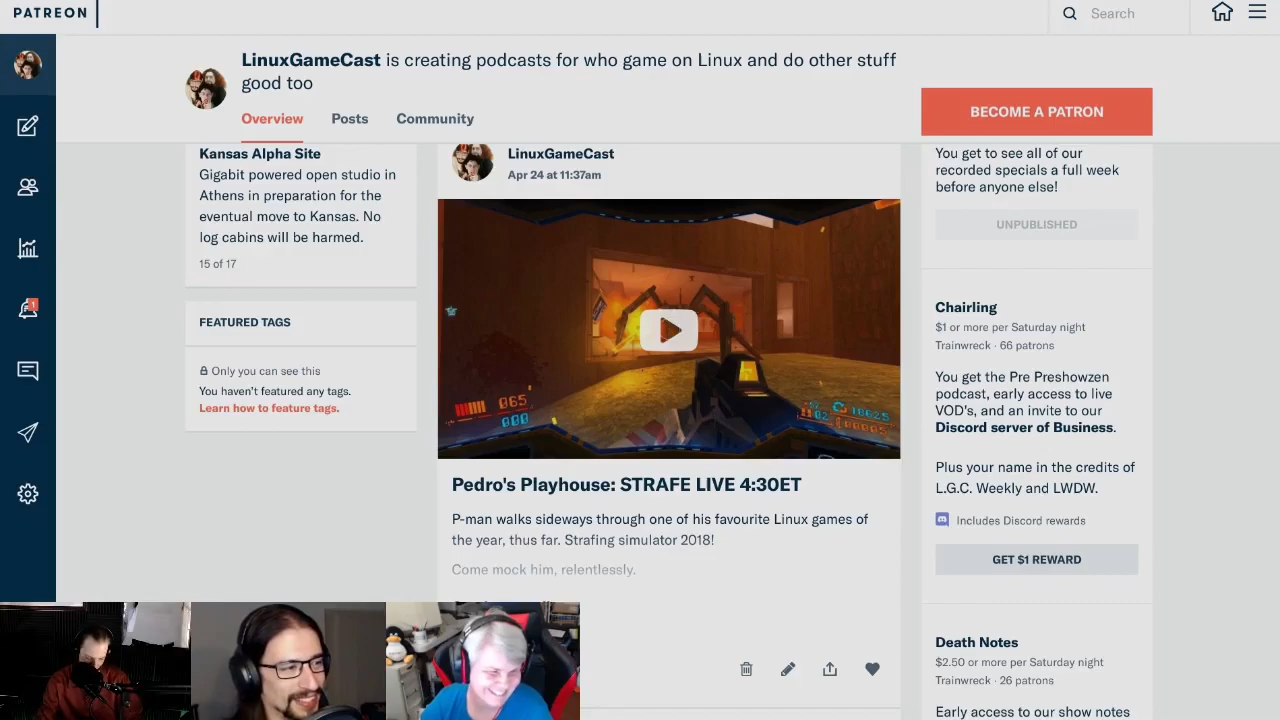 PATREON
Search
LinuxGameCast is creating podcasts for who game on Linux and do other stuff
good too
Overview
Posts
Community
BECOME A PATRON
1
Kansas Alpha Site
Gigabit powered open studio in
Athens in preparation for the
eventual move to Kansas. No
log cabins will be harmed.
15 of 17
FEATURED TAGS
Only you can see this
You haven't featured any tags.
Learn how to feature tags.
LinuxGameCast
Apr 24 at 11:37am
065
000
Pedro's Playhouse: STRAFE LIVE 4:30ET
P-man walks sideways through one of his favourite Linux games of
the year, thus far. Strafing simulator 2018!
Come mock him, relentlessly.
You get to see all of our
recorded specials a full week
before anyone else!
UNPUBLISHED
Chairling
$1 or more per Saturday night
Trainwreck · 66 patrons
You get the Pre Preshowzen
podcast, early access to live
VOD's, and an invite to our
Discord server of Business.
Plus your name in the credits of
L.G.C. Weekly and LWDW.
Includes Discord rewards
GET $1 REWARD
Death Notes
$2.50 or more per Saturday night
Trainwreck · 26 patrons
Early access to our show notes